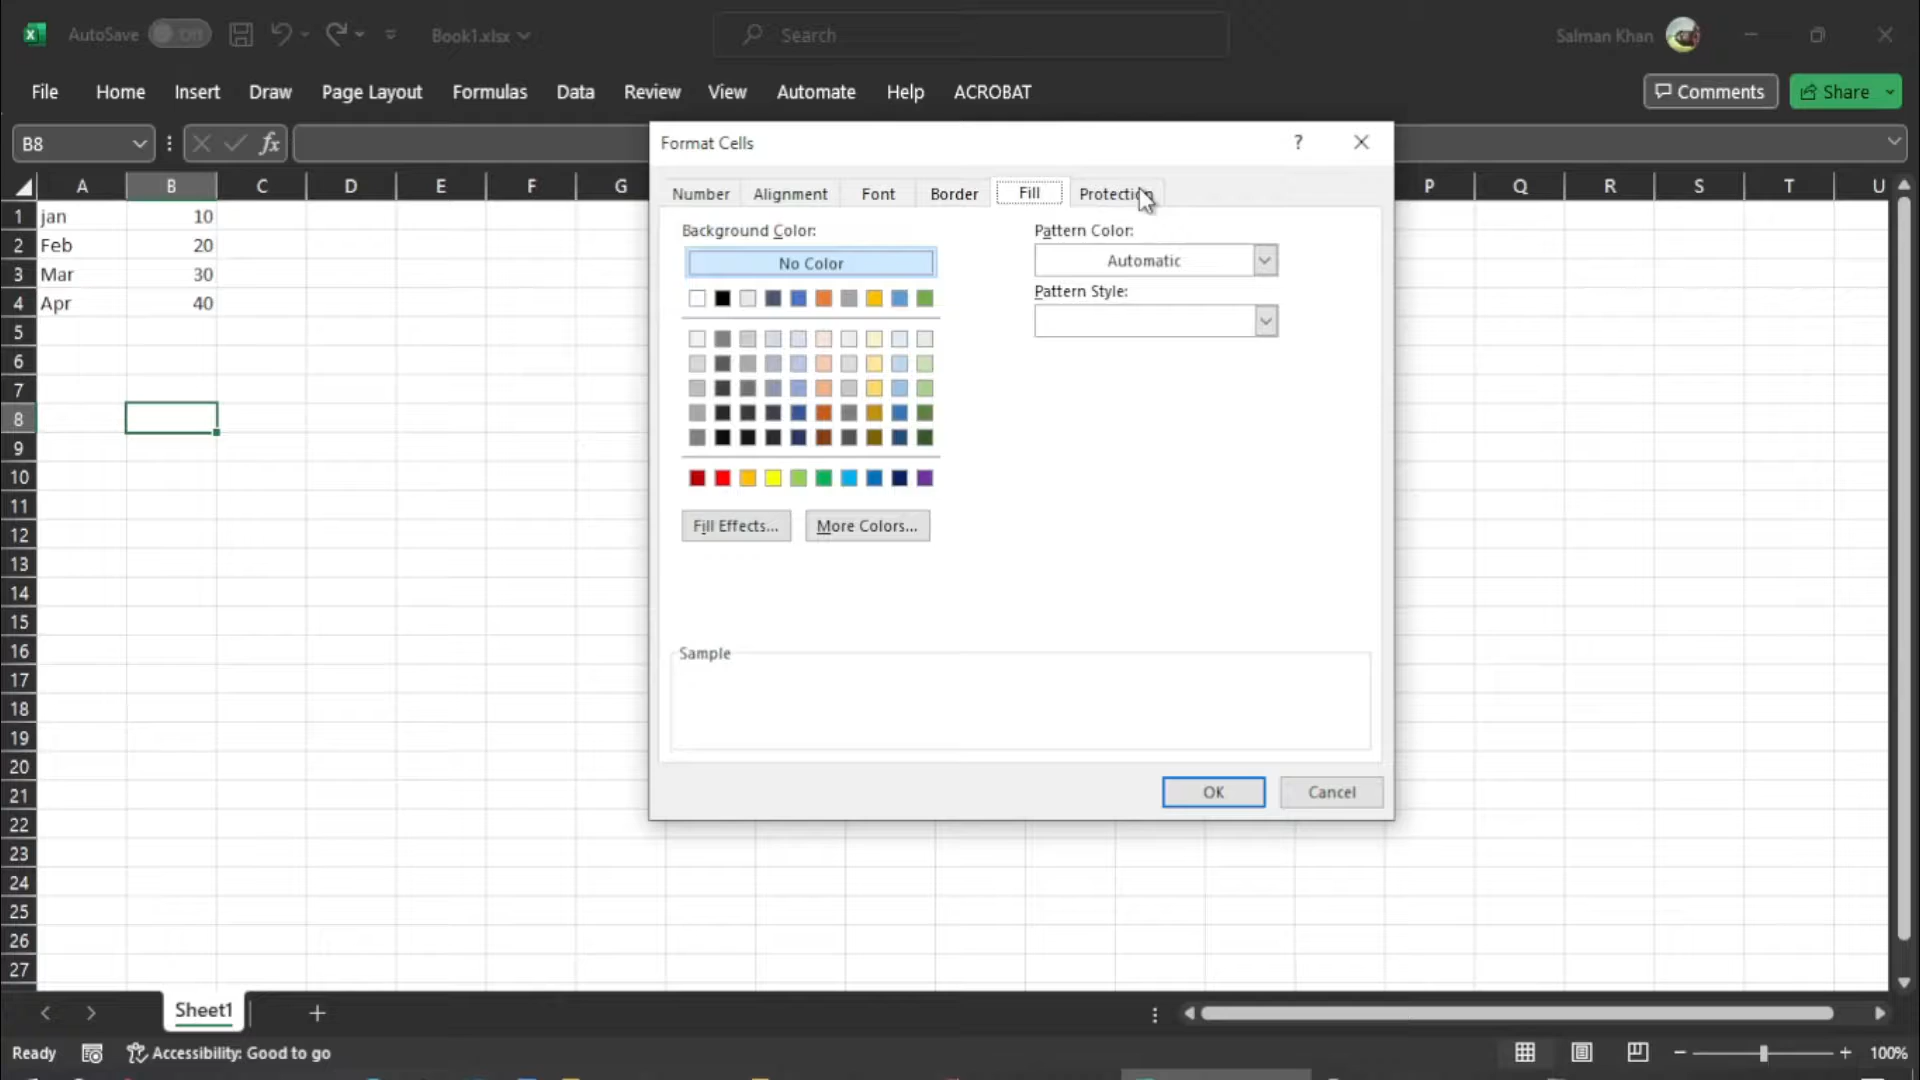 AutoSave Off Book1.xlsx Search Salman Khan
File Home Insert Draw Page Layout Formulas Data Review View Automate Help ACROBAT Comments Share
B8 fx
Format Cells ?
Number Alignment Font Border Fill Protection
A B C D E F G P Q R S T U
1 jan 10
2 Feb 20
3 Mar 30
4 Apr 40
5
6
7
8
9
10
11
12
13
14
15
16
17
18
19
20
21
22
23
24
25
26
27
Background Color:
No Color
Fill Effects...
More Colors...
Pattern Color:
Automatic
Pattern Style:
Sample
OK
Cancel
Sheet1
Ready Accessibility: Good to go 100%